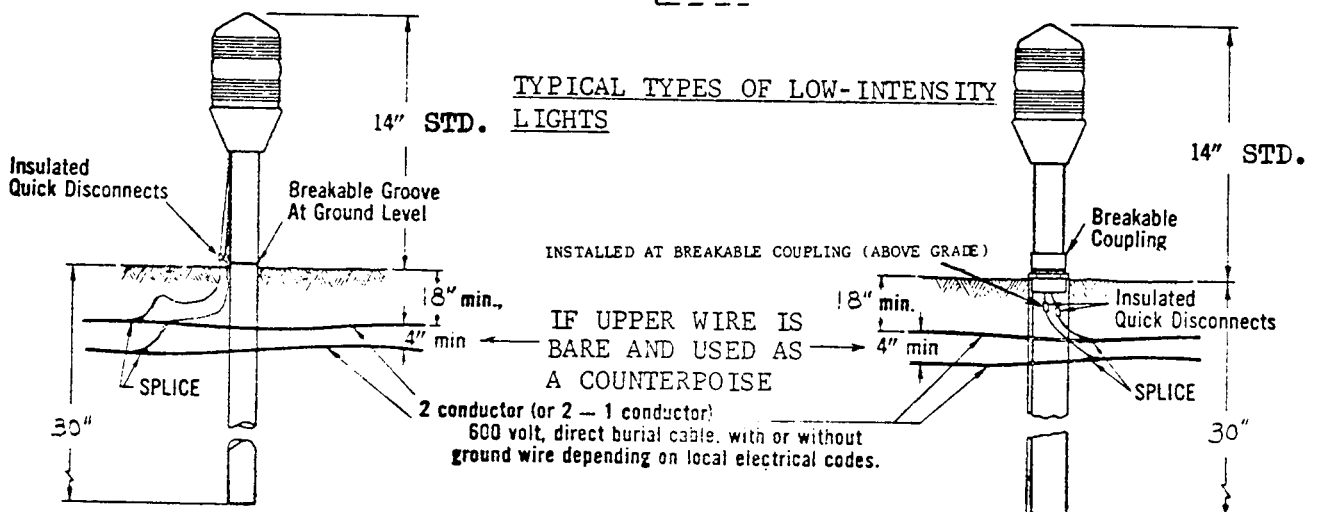 TYPICAL TYPES OF LOW-INTENSITY
LIGHTS
14" STD.
14" STD.
Insulated
Quick Disconnects
Breakable Groove
At Ground Level
Breakable
Coupling
INSTALLED AT BREAKABLE COUPLING (ABOVE GRADE)
18" min.,
18" min.
Insulated
Quick Disconnects
4" min
IF UPPER WIRE IS
BARE AND USED AS
A COUNTERPOISE
4" min
SPLICE
SPLICE
2 conductor (or 2 — 1 conductor)
600 volt, direct burial cable. with or without
ground wire depending on local electrical codes.
30"
30"